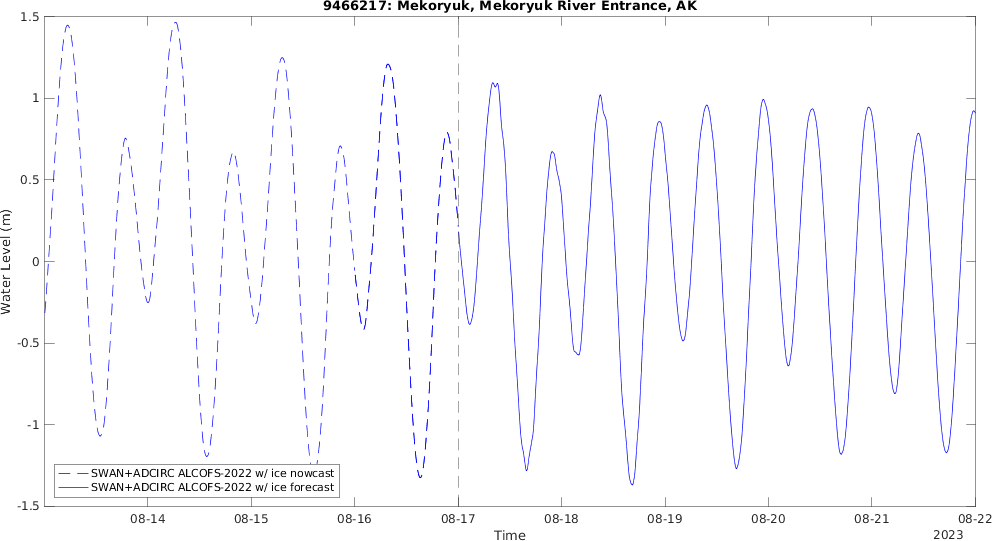 9466217: Mekoryuk, Mekoryuk River Entrance, AK
1.5
1
0.5
0
-0.5
-1
-1.5
Water Level (m)
SWAN+ADCIRC ALCOFS-2022 w/ ice nowcast
SWAN+ADCIRC ALCOFS-2022 w/ ice forecast
08-14 08-15 08-16 08-17 08-18 08-19 08-20 08-21 08-22
Time
2023